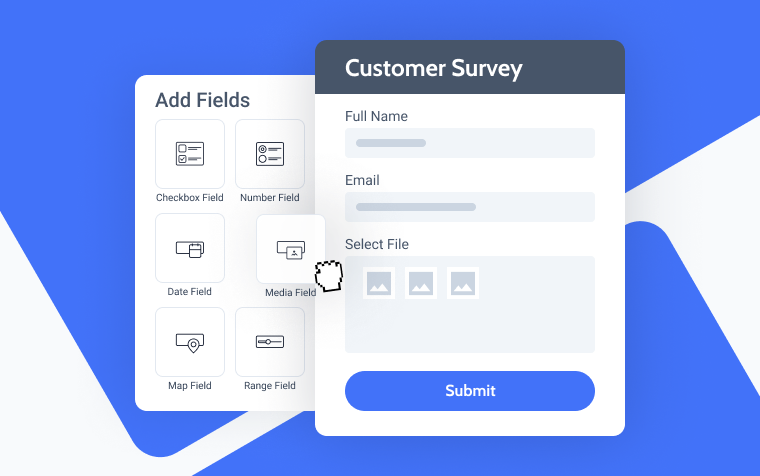 Add Fields
Checkbox Field
Number Field
Date Field
Media Field
Map Field
Range Field
Customer Survey
Full Name
Email
Select File
Submit